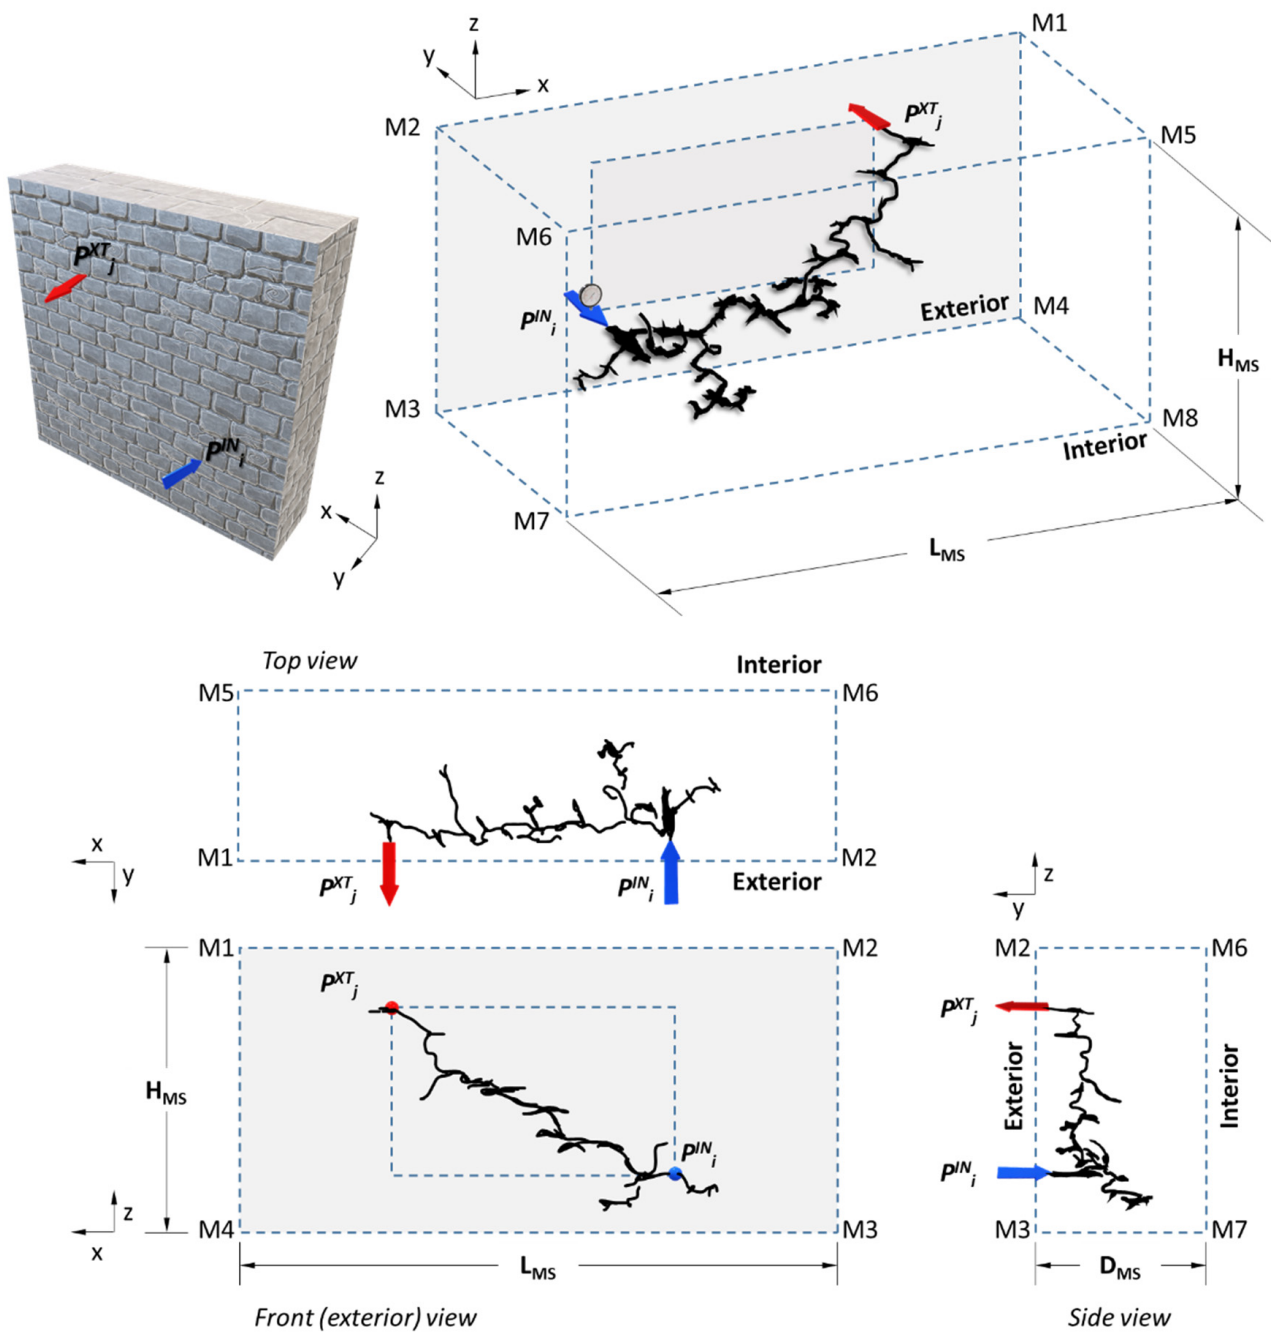 z
y
x
M1
M2
P^XT_j
M5
M6
P^XT_j
P^IN_i
Exterior
M4
H_MS
M3
M8
Interior
P^IN_i
z
x
y
M7
L_MS
Top view
Interior
M5
M6
x
y
M1
M2
P^XT_j
P^IN_i
Exterior
z
y
M1
M2
M2
M6
P^XT_j
P^XT_j
Exterior
Interior
H_MS
P^IN_i
P^IN_i
z
x
M4
M3
M3
M7
L_MS
D_MS
Front (exterior) view
Side view